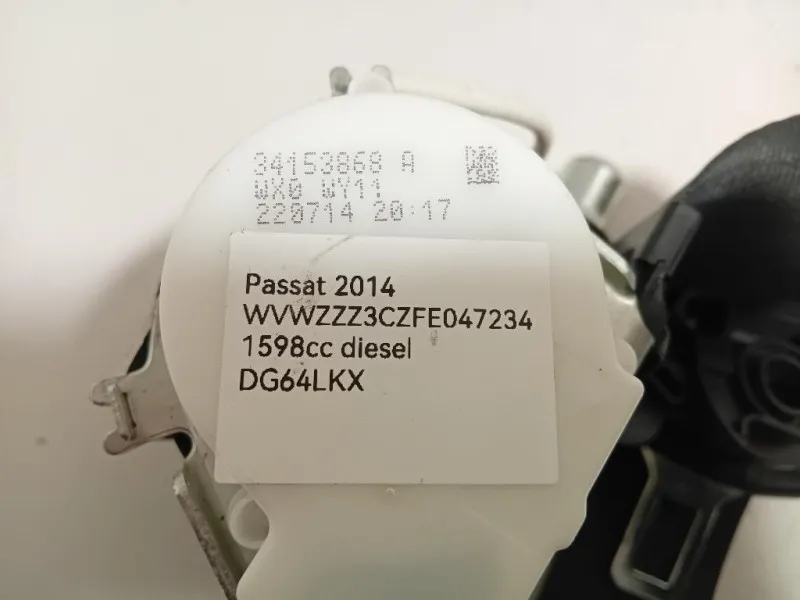 34153868 A
WX0 WY11
220714 20:17
Passat 2014
WVWZZZ3CZFE047234
1598cc diesel
DG64LKX